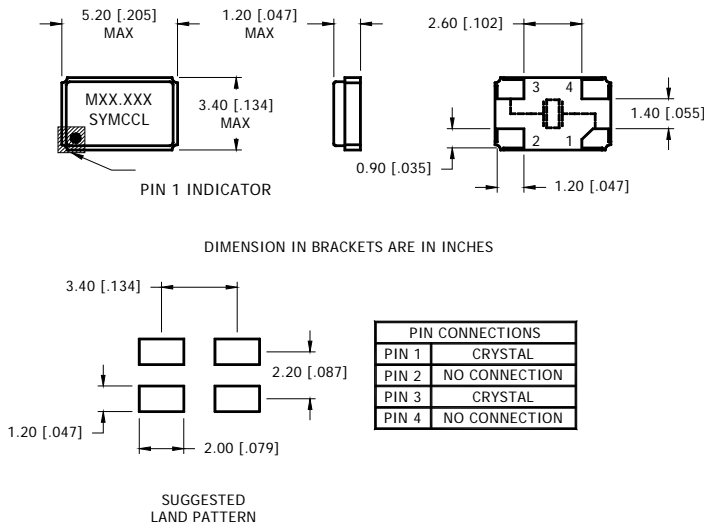 5.20 [.205]
MAX
1.20 [.047]
MAX
2.60 [.102]
MXX.XXX
SYMCCL
3.40 [.134]
MAX
3 4
2 1
1.40 [.055]
0.90 [.035]
1.20 [.047]
PIN 1 INDICATOR
DIMENSION IN BRACKETS ARE IN INCHES
3.40 [.134]
2.20 [.087]
1.20 [.047]
2.00 [.079]
PIN CONNECTIONS
PIN 1 CRYSTAL
PIN 2 NO CONNECTION
PIN 3 CRYSTAL
PIN 4 NO CONNECTION
SUGGESTED
LAND PATTERN